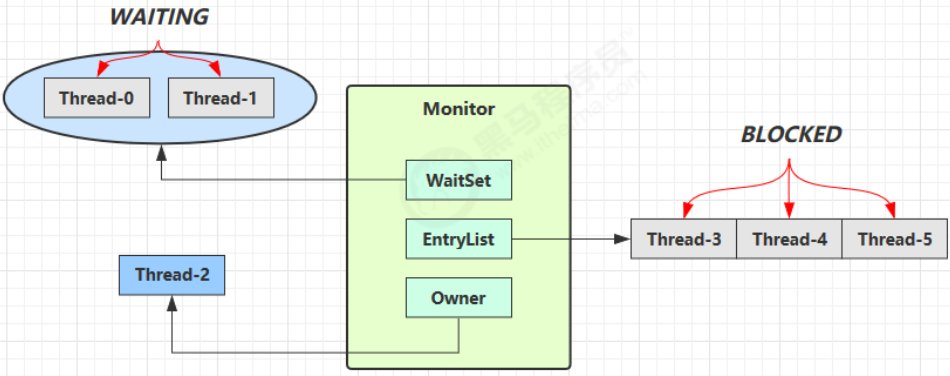 WAITING
Thread-0
Thread-1
Monitor
黑马程序员
www.itheima.com
WaitSet
BLOCKED
EntryList
Thread-3
Thread-4
Thread-5
Thread-2
Owner